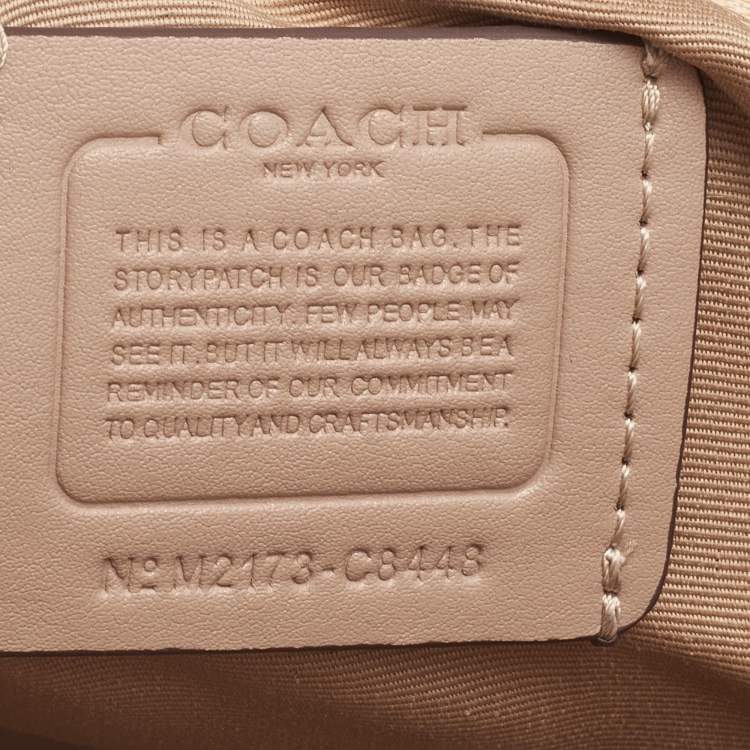 COACH
NEW YORK
THIS IS A COACH BAG. THE
STORYPATCH IS OUR BADGE OF
AUTHENTICITY. FEW PEOPLE MAY
SEE IT. BUT IT WILL ALWAYS BE A
REMINDER OF OUR COMMITMENT
TO QUALITY AND CRAFTSMANSHIP.
Nº M2173-C8448